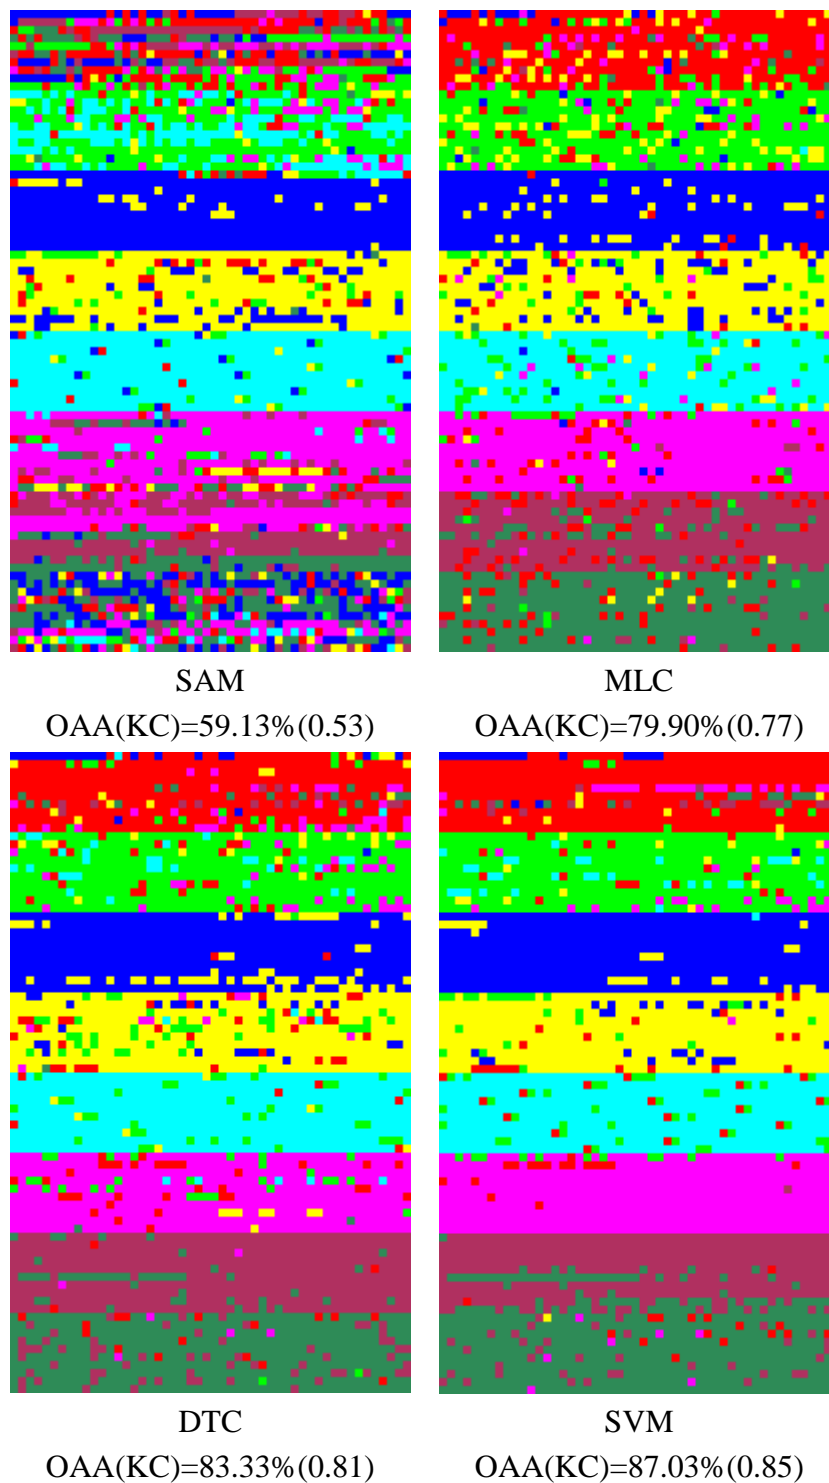 SAM
MLC
OAA(KC)=59.13%(0.53)
OAA(KC)=79.90%(0.77)
DTC
SVM
OAA(KC)=83.33%(0.81)
OAA(KC)=87.03%(0.85)